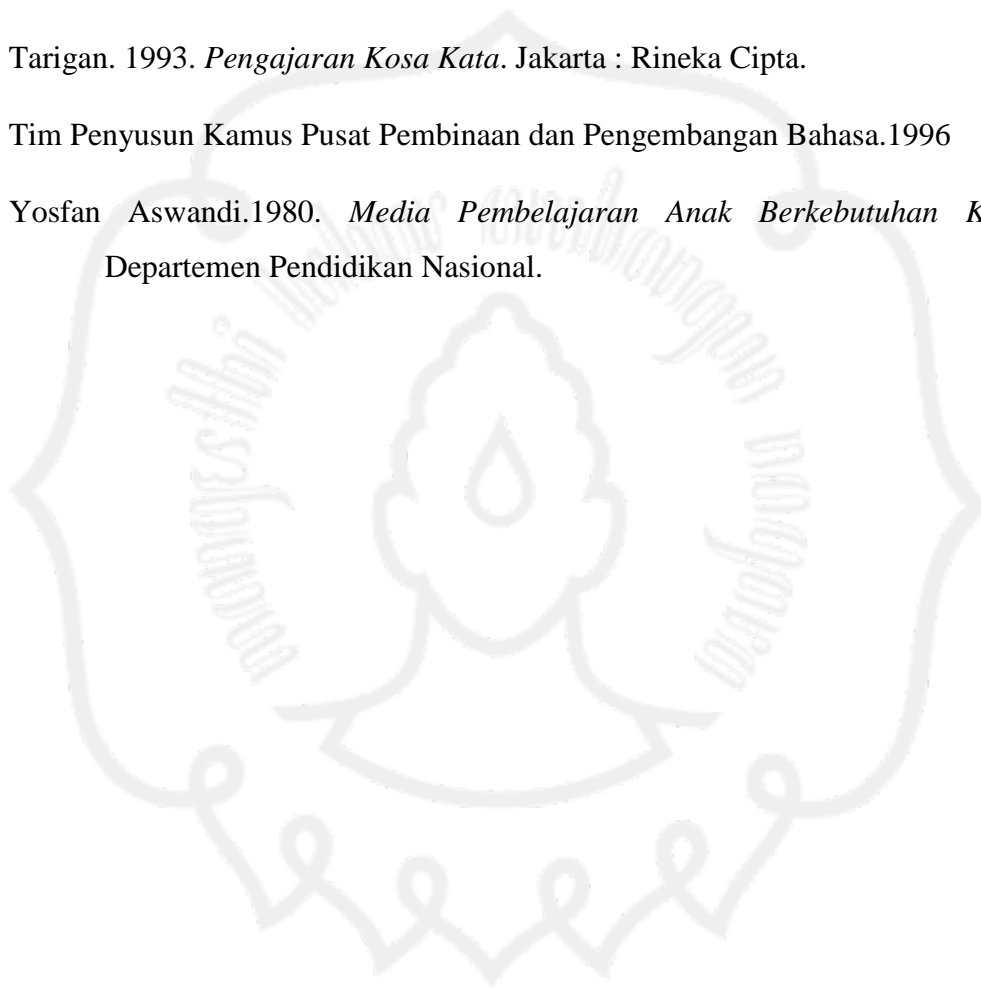 Tarigan. 1993. Pengajaran Kosa Kata. Jakarta : Rineka Cipta.
Tim Penyusun Kamus Pusat Pembinaan dan Pengembangan Bahasa.1996
Yosfan Aswandi.1980. Media Pembelajaran Anak Berkebutuhan K
Departemen Pendidikan Nasional.